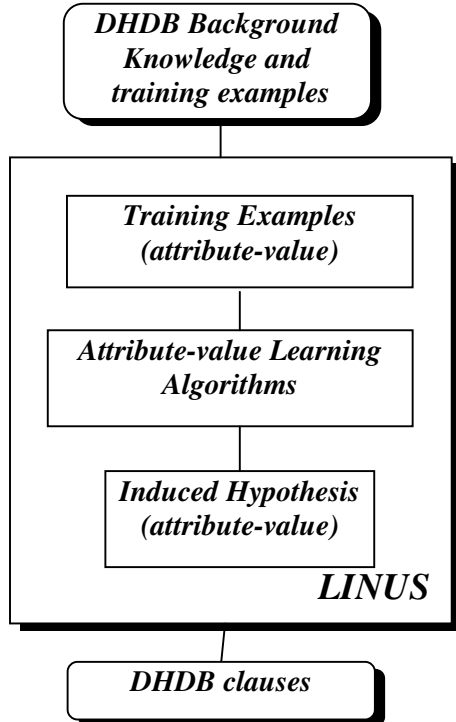 DHDB Background
Knowledge and
training examples
Training Examples
(attribute-value)
Attribute-value Learning
Algorithms
Induced Hypothesis
(attribute-value)
LINUS
DHDB clauses